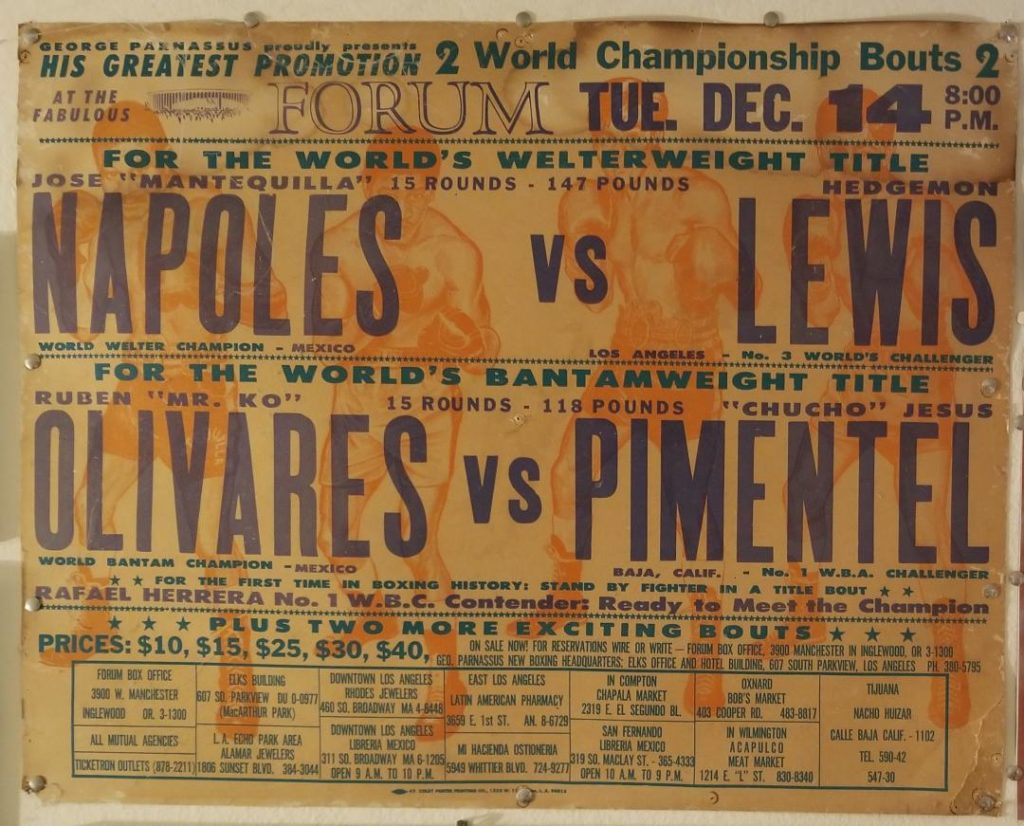 GEORGE PARNASSUS proudly presents
HIS GREATEST PROMOTION 2 World Championship Bouts 2
AT THE FABULOUS FORUM TUE. DEC. 14 8:00 P.M.
FOR THE WORLD'S WELTERWEIGHT TITLE
JOSE "MANTEQUILLA" 15 ROUNDS - 147 POUNDS HEDGEMON
NAPOLES VS LEWIS
WORLD WELTER CHAMPION - MEXICO LOS ANGELES - No. 3 WORLD'S CHALLENGER
FOR THE WORLD'S BANTAMWEIGHT TITLE
RUBEN "MR. KO" 15 ROUNDS - 118 POUNDS "CHUCHO" JESUS
OLIVARES VS PIMENTEL
WORLD BANTAM CHAMPION - MEXICO BAJA, CALIF. - No. 1 W.B.A. CHALLENGER
★ ★ FOR THE FIRST TIME IN BOXING HISTORY: STAND BY FIGHTER IN A TITLE BOUT ★ ★
RAFAEL HERRERA No. 1 W.B.C. Contender: Ready to Meet the Champion
★ ★ ★ ★ PLUS TWO MORE EXCITING BOUTS ★ ★ ★ ★
PRICES: $10, $15, $25, $30, $40,
ON SALE NOW! FOR RESERVATIONS WIRE OR WRITE — FORUM BOX OFFICE, 3900 MANCHESTER IN INGLEWOOD, OR 3-1300
GEO. PARNASSUS NEW BOXING HEADQUARTERS: ELKS OFFICE AND HOTEL BUILDING, 607 SOUTH PARKVIEW, LOS ANGELES PH. 380-5795
FORUM BOX OFFICE
3900 W. MANCHESTER
INGLEWOOD OR. 3-1300
ALL MUTUAL AGENCIES
TICKETRON OUTLETS (878-2211)
ELKS BUILDING
607 SO. PARKVIEW DU 0-0977
(MacARTHUR PARK)
L.A. ECHO PARK AREA
ALAMAR JEWELERS
1806 SUNSET BLVD. 384-3044
DOWNTOWN LOS ANGELES
RHODES JEWELERS
460 SO. BROADWAY MA 4-8448
DOWNTOWN LOS ANGELES
LIBRERIA MEXICO
311 SO. BROADWAY MA 6-1205
OPEN 9 A.M. TO 10 P.M.
EAST LOS ANGELES
LATIN AMERICAN PHARMACY
3659 E. 1st ST. AN. 8-6729
MI HACIENDA OSTIONERIA
5949 WHITTIER BLVD. 724-9277
IN COMPTON
CHAPALA MARKET
2319 E. EL SEGUNDO BL.
SAN FERNANDO
LIBRERIA MEXICO
319 SO. MACLAY ST. - 365-4333
OPEN 10 A.M. TO 9 P.M.
OXNARD
BOB'S MARKET
403 COOPER RD. 483-8817
IN WILMINGTON
ACAPULCO
MEAT MARKET
1214 E. "L" ST. 830-8340
TIJUANA
NACHO HUIZAR
CALLE BAJA CALIF. - 1102
TEL. 590-42
547-30